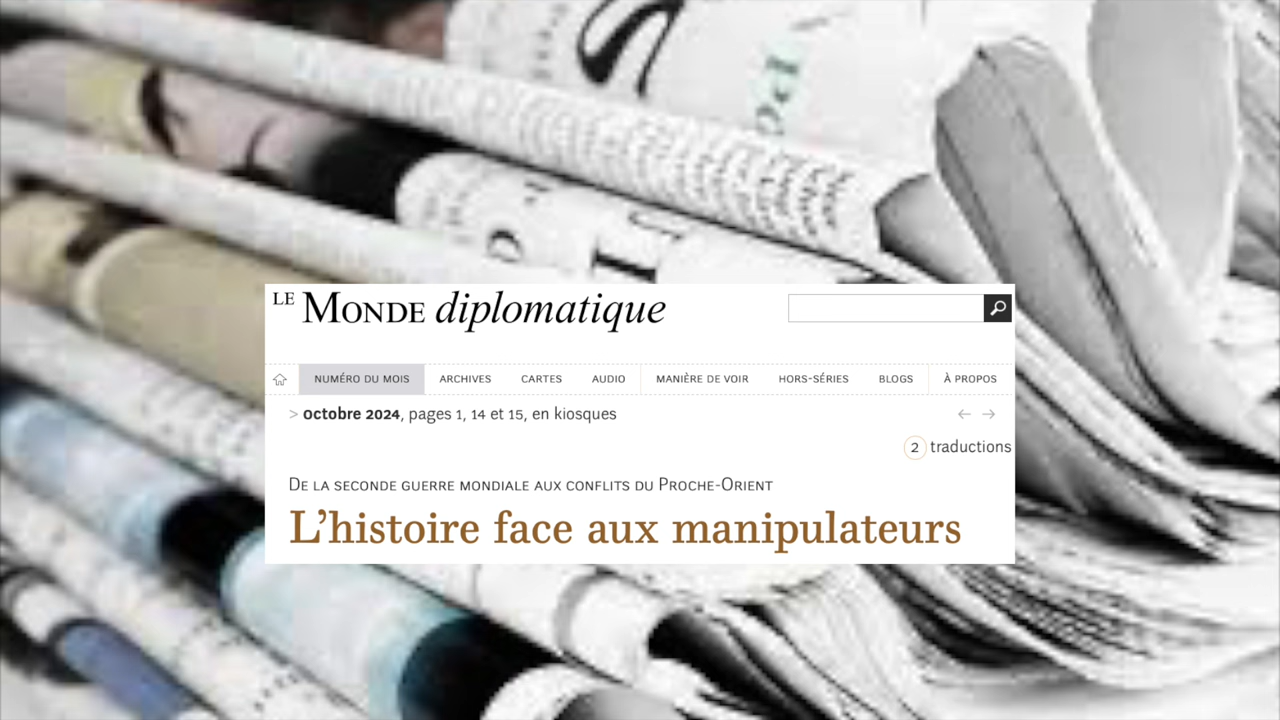 LE MONDE diplomatique
NUMÉRO DU MOIS ARCHIVES CARTES AUDIO MANIÈRE DE VOIR HORS-SÉRIES BLOGS À PROPOS
> octobre 2024, pages 1, 14 et 15, en kiosques ← →
2 traductions
De la seconde guerre mondiale aux conflits du Proche-Orient
L’histoire face aux manipulateurs